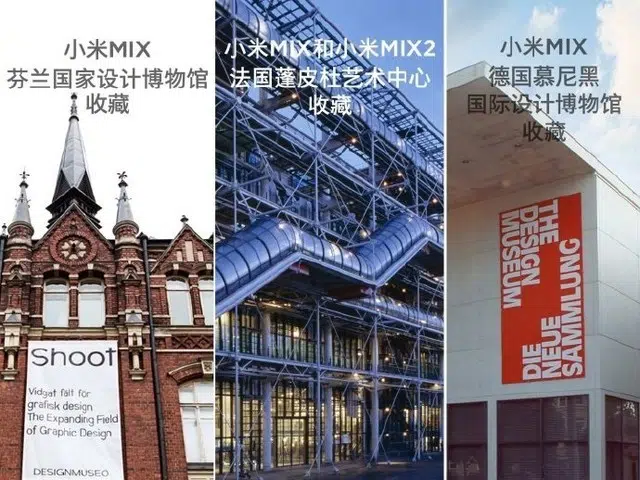 小米MIX
芬兰国家设计博物馆
收藏
小米MIX和小米MIX2
法国蓬皮杜艺术中心
收藏
小米MIX
德国慕尼黑
国际设计博物馆
收藏
Shoot
Vidgat fält för
grafisk design
The Expanding Field
of Graphic Design
DESIGNMUSEO
THE
DESIGN
MUSEUM
DIE
NEUE
SAMMLUNG